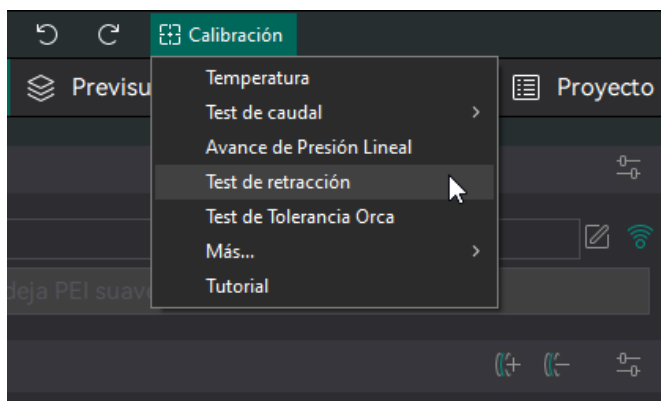 Calibración
Previsu
Proyecto
Temperatura
Test de caudal
Avance de Presión Lineal
Test de retracción
Test de Tolerancia Orca
deja PEI suave
Más...
Tutorial